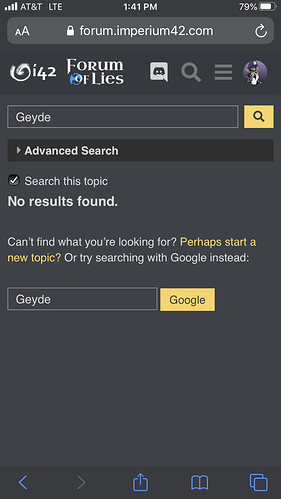 AT&T LTE 1:41 PM 79%
AA forum.imperium42.com
i42 FORUM OF LIES
Geyde
Advanced Search
Search this topic
No results found.
Can't find what you're looking for? Perhaps start a
new topic? Or try searching with Google instead:
Geyde Google